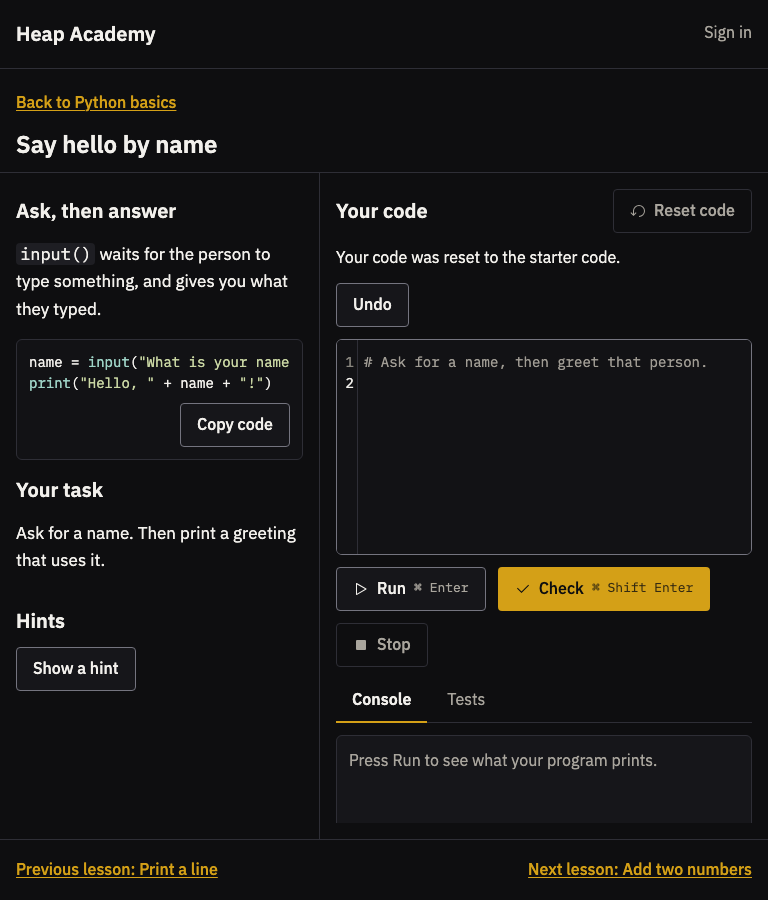 Heap Academy
Sign in
Back to Python basics
Say hello by name
Ask, then answer
input() waits for the person to
type something, and gives you what
they typed.
name = input("What is your name
print("Hello, " + name + "!")
Copy code
Your task
Ask for a name. Then print a greeting
that uses it.
Hints
Show a hint
Your code
Reset code
Your code was reset to the starter code.
Undo
1 # Ask for a name, then greet that person.
2
Run ⌘ Enter
Check ⌘ Shift Enter
Stop
Console
Tests
Press Run to see what your program prints.
Previous lesson: Print a line
Next lesson: Add two numbers